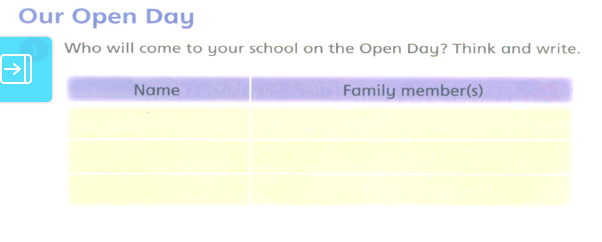 Our Open Day
1 Who will come to your school on the Open Day? Think and write.
Name Family member(s)